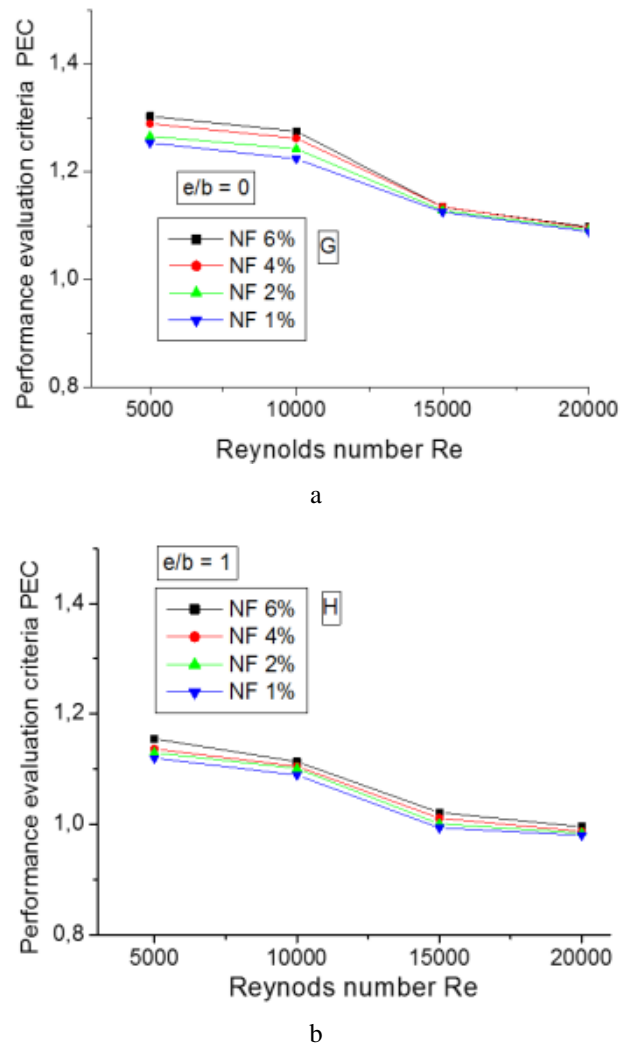 Performance evaluation criteria PEC
1,4
1,2
1,0
0,8
e/b = 0
NF 6%
NF 4%
NF 2%
NF 1%
G
5000 10000 15000 20000
Reynolds number Re
a
Performance evaluation criteria PEC
1,4
1,2
1,0
0,8
e/b = 1
NF 6%
NF 4%
NF 2%
NF 1%
H
5000 10000 15000 20000
Reynods number Re
b